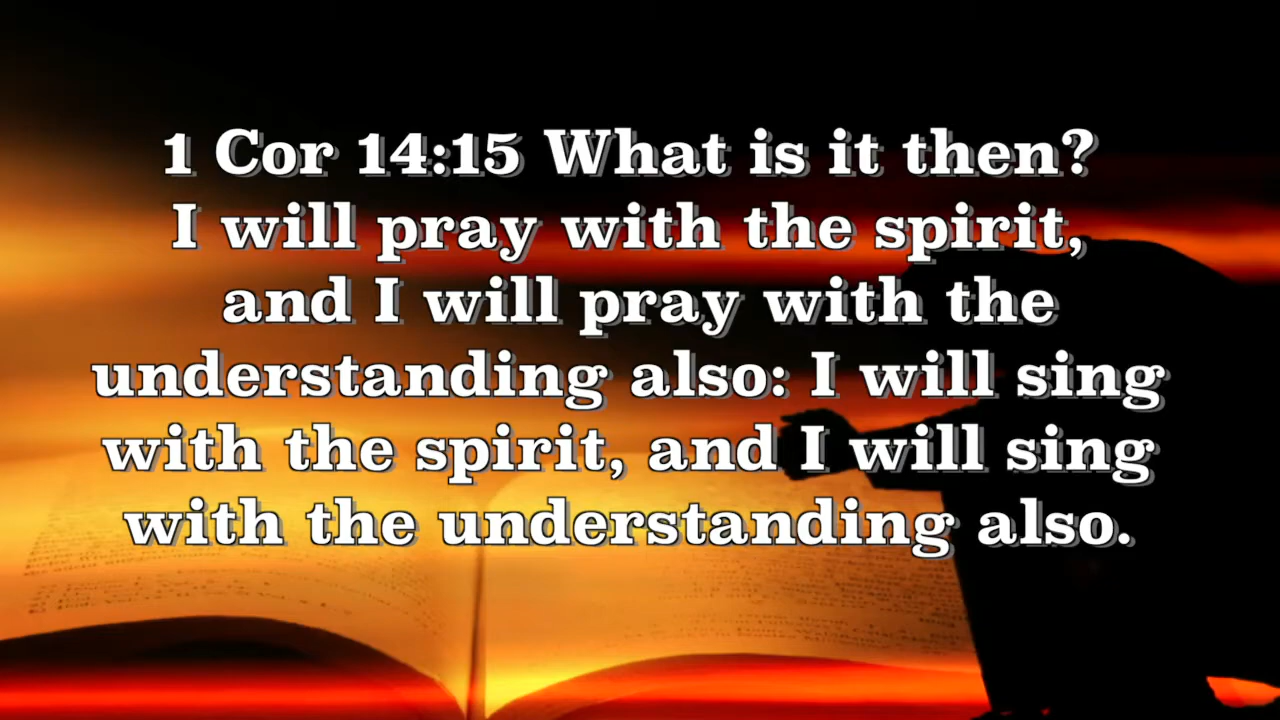 1 Cor 14:15 What is it then?
I will pray with the spirit,
and I will pray with the
understanding also: I will sing
with the spirit, and I will sing
with the understanding also.